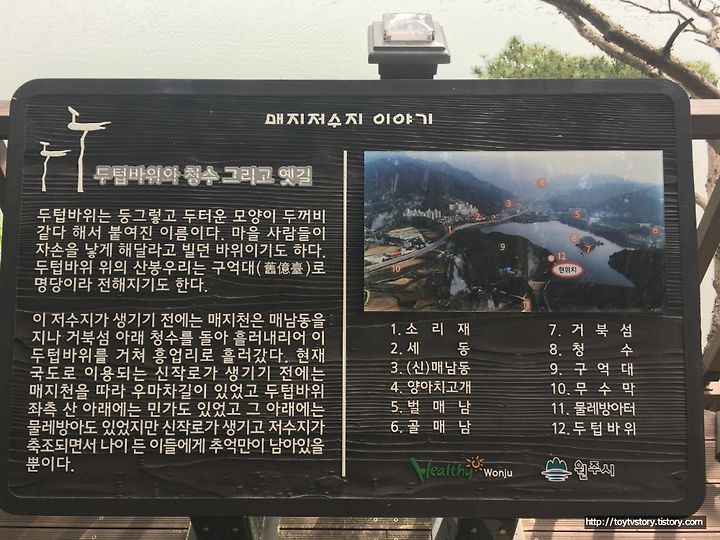 매지저수지 이야기
두텁바위와 청수 그리고 옛길
두텁바위는 둥그렇고 두터운 모양이 두꺼비
같다 해서 붙여진 이름이다. 마을 사람들이
자손을 낳게 해달라고 빌던 바위이기도 하다.
두텁바위 위의 산봉우리는 구억대(舊億臺)로
명당이라 전해지기도 한다.
이 저수지가 생기기 전에는 매지천은 매남동을
지나 거북섬 아래 청수를 돌아 흘러내리어 이
두텁바위를 거쳐 흥업리로 흘러갔다. 현재
국도로 이용되는 신작로가 생기기 전에는
매지천을 따라 우마차길이 있었고 두텁바위
좌측 산 아래에는 민가도 있었고 그 아래에는
물레방아도 있었지만 신작로가 생기고 저수지가
축조되면서 나이 든 이들에게 추억만이 남아있을
뿐이다.
1
2
3
4
5
6
7
8
9
10
12
현위치
1. 소리재
2. 세동
3. (신)매남동
4. 양아치고개
5. 벌매남
6. 골매남
7. 거북섬
8. 청수
9. 구억대
10. 무수막
11. 물레방아터
12. 두텁바위
Healthy Wonju
원주시
http://toytvstory.tistory.com